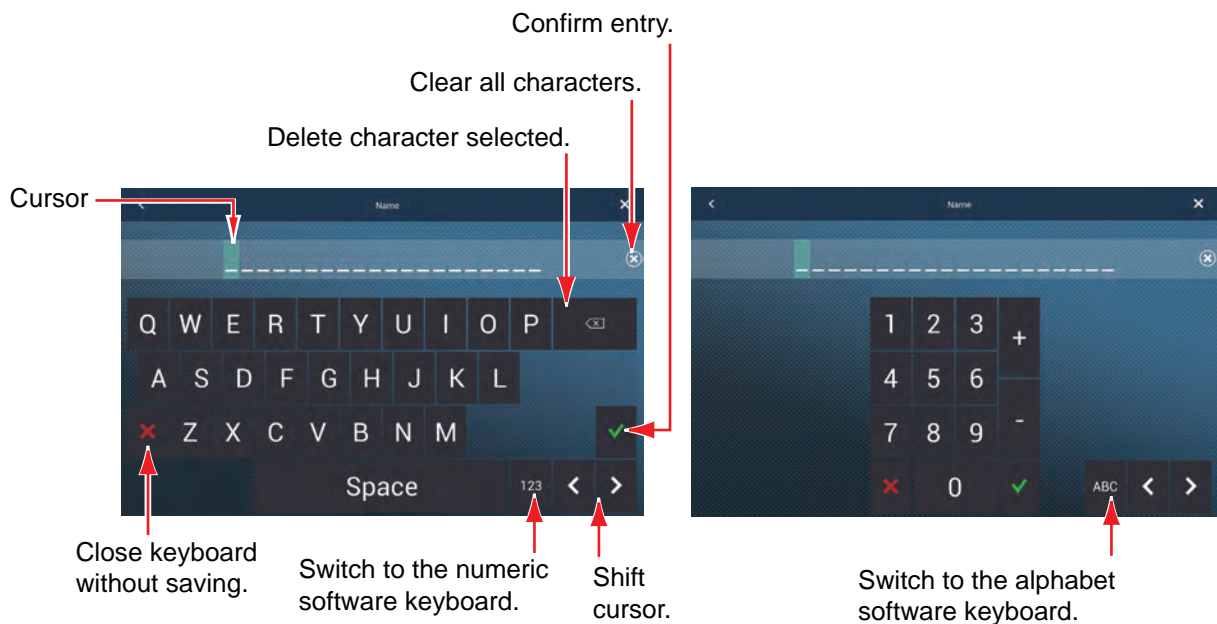 Confirm entry.
Clear all characters.
Delete character selected.
Cursor
Name
Q W E R T Y U I O P
A S D F G H J K L
Z X C V B N M
Space 123
Close keyboard
without saving.
Switch to the numeric
software keyboard.
Shift
cursor.
Name
1 2 3 +
4 5 6
7 8 9 -
0 ABC
Switch to the alphabet
software keyboard.